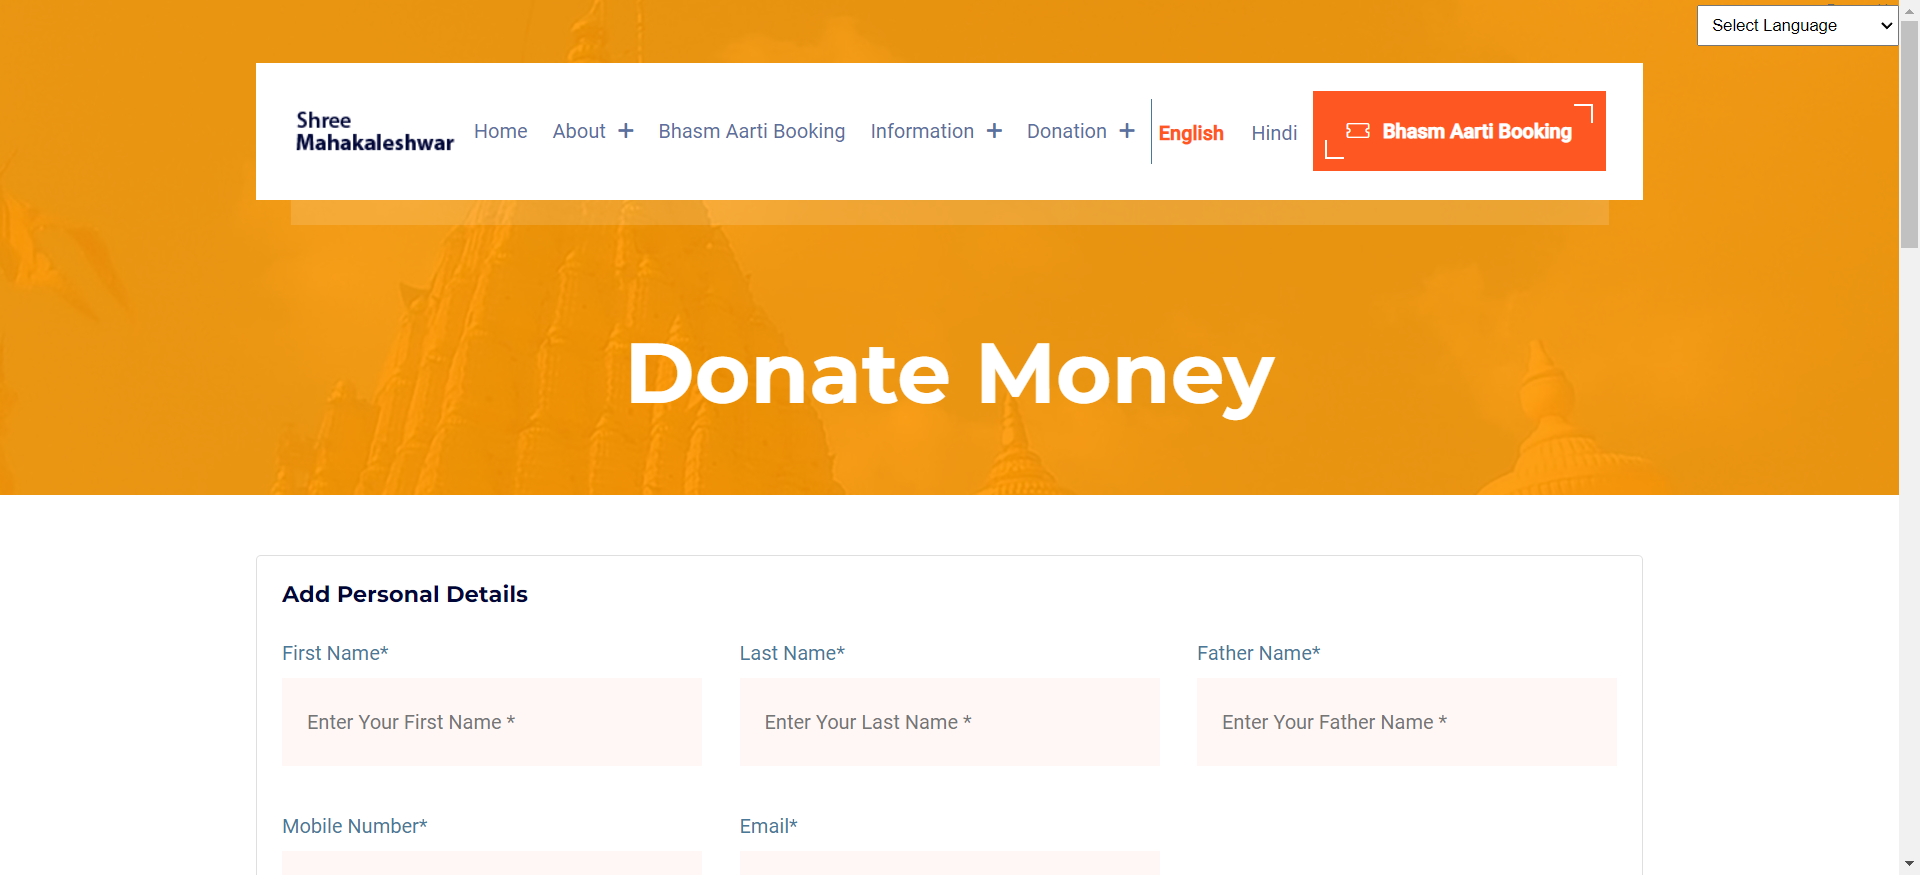 Select Language
Shree
Mahakaleshwar
Home
About +
Bhasm Aarti Booking
Information +
Donation +
English
Hindi
Bhasm Aarti Booking
Donate Money
Add Personal Details
First Name*
Last Name*
Father Name*
Enter Your First Name *
Enter Your Last Name *
Enter Your Father Name *
Mobile Number*
Email*